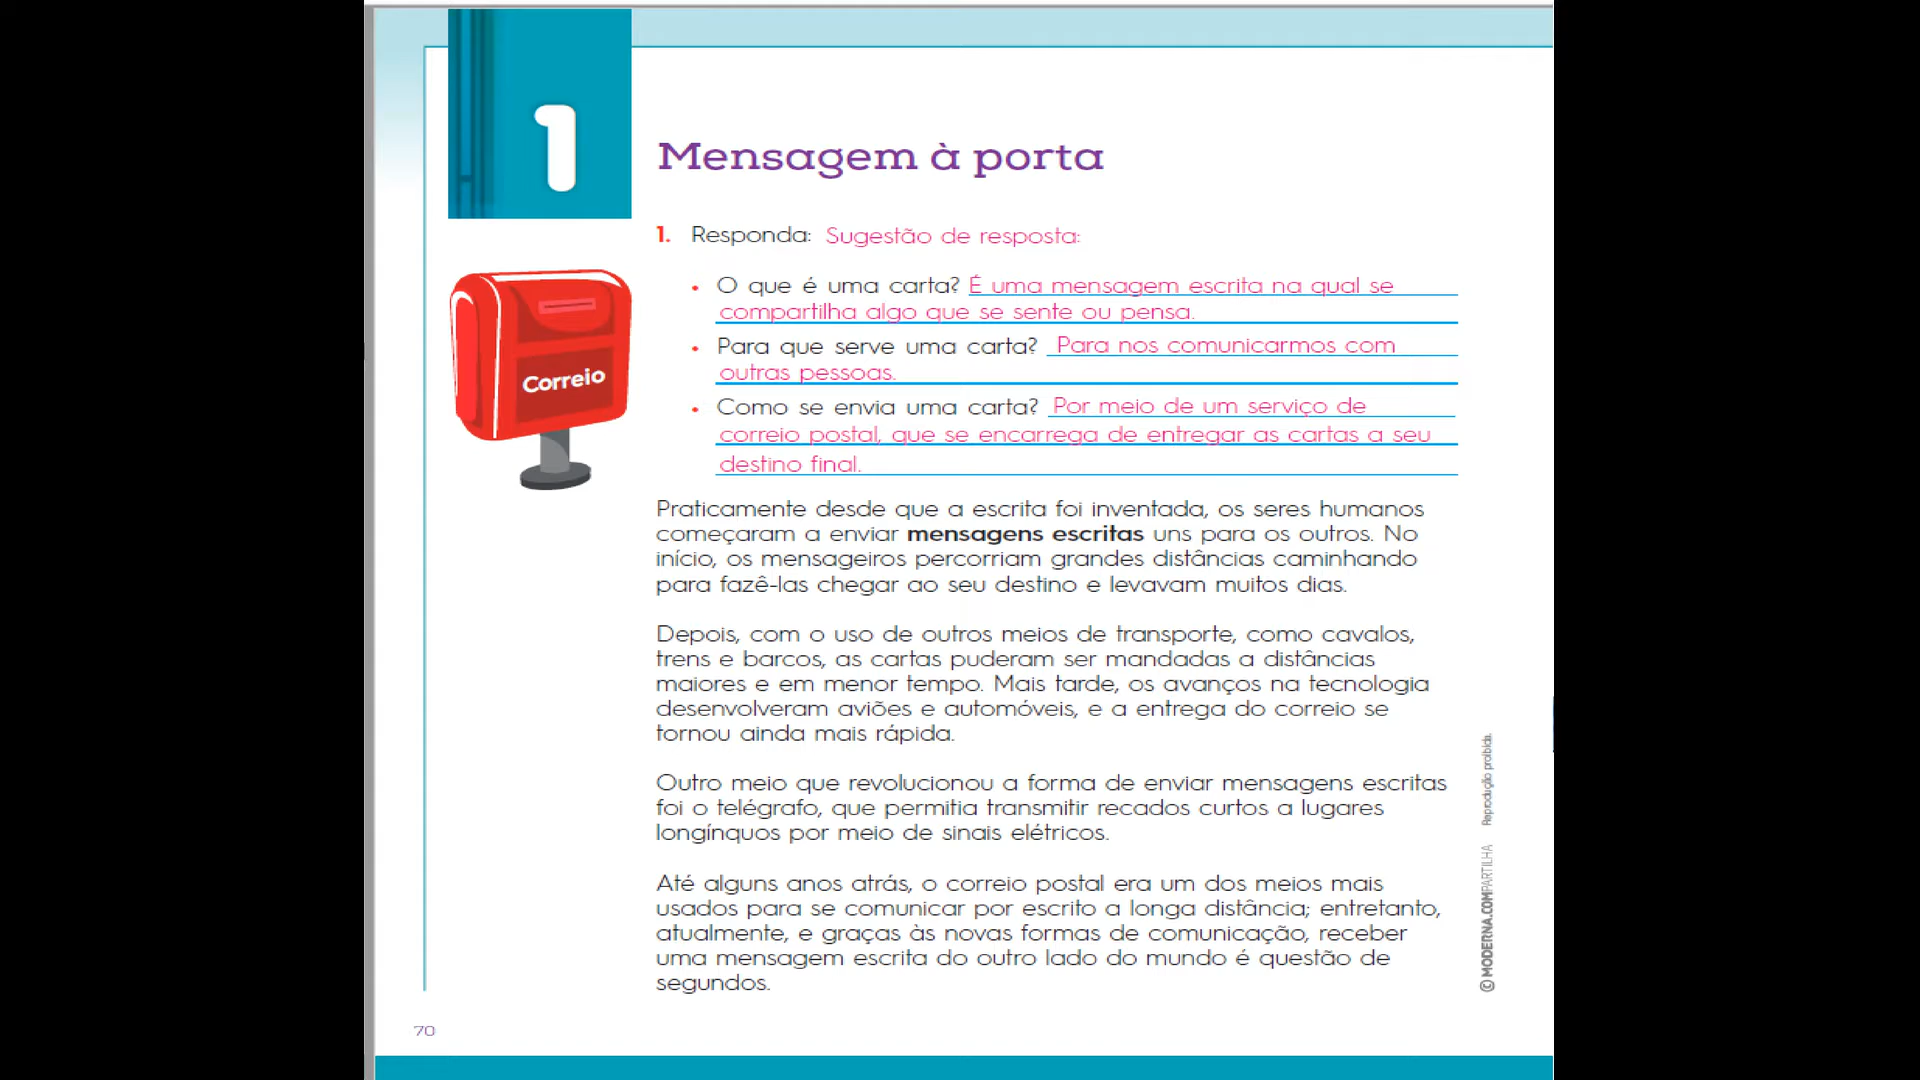 1
Mensagem à porta
1. Responda: Sugestão de resposta:
• O que é uma carta? É uma mensagem escrita na qual se
compartilha algo que se sente ou pensa.
• Para que serve uma carta? Para nos comunicarmos com
outras pessoas.
• Como se envia uma carta? Por meio de um serviço de
correio postal, que se encarrega de entregar as cartas a seu
destino final.
Correio
Praticamente desde que a escrita foi inventada, os seres humanos
começaram a enviar mensagens escritas uns para os outros. No
início, os mensageiros percorriam grandes distâncias caminhando
para fazê-las chegar ao seu destino e levavam muitos dias.
Depois, com o uso de outros meios de transporte, como cavalos,
trens e barcos, as cartas puderam ser mandadas a distâncias
maiores e em menor tempo. Mais tarde, os avanços na tecnologia
desenvolveram aviões e automóveis, e a entrega do correio se
tornou ainda mais rápida.
Outro meio que revolucionou a forma de enviar mensagens escritas
foi o telégrafo, que permitia transmitir recados curtos a lugares
longínquos por meio de sinais elétricos.
Até alguns anos atrás, o correio postal era um dos meios mais
usados para se comunicar por escrito a longa distância; entretanto,
atualmente, e graças às novas formas de comunicação, receber
uma mensagem escrita do outro lado do mundo é questão de
segundos.
© MODERNA.COMPARTILHA Reprodução proibida.
70